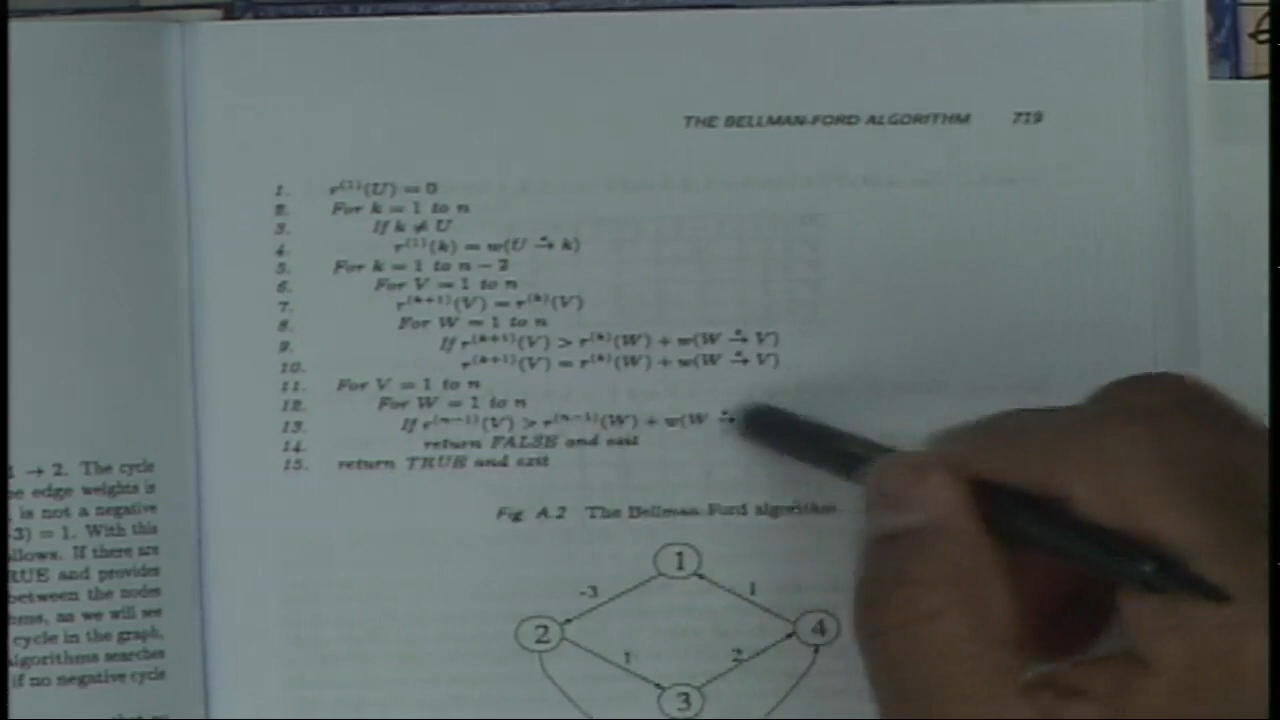 THE BELLMAN-FORD ALGORITHM 719
1. r^(1)(U) = 0
2. For k = 1 to n
3. If k ≠ U
4. r^(1)(k) = w(U →^e k)
5. For k = 1 to n − 2
6. For V = 1 to n
7. r^(k+1)(V) = r^(k)(V)
8. For W = 1 to n
9. If r^(k+1)(V) > r^(k)(W) + w(W →^e V)
10. r^(k+1)(V) = r^(k)(W) + w(W →^e V)
11. For V = 1 to n
12. For W = 1 to n
13. If r^(n−1)(V) > r^(n−1)(W) + w(W →^e
14. return FALSE and exit
15. return TRUE and exit
Fig. A.2 The Bellman-Ford algorithm.
1
-3 1
2 4
1 2
3
→ 2. The cycle
edge weights is
is not a negative
3) = 1. With this
If there are
RUE and provides
between the nodes
as we will see
cycle in the graph,
algorithms searches
if no negative cycle